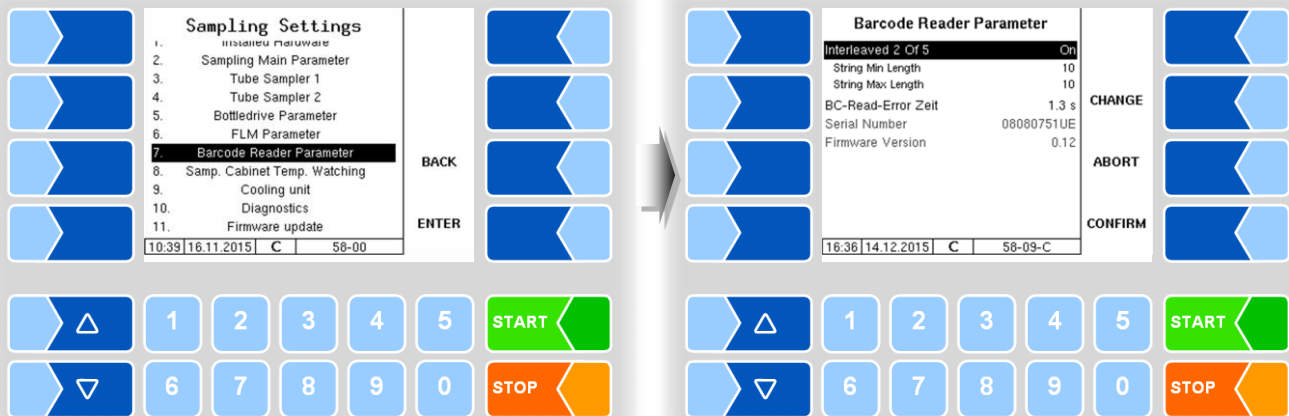 Sampling Settings
1. Installed Hardware
2. Sampling Main Parameter
3. Tube Sampler 1
4. Tube Sampler 2
5. Bottledrive Parameter
6. FLM Parameter
7. Barcode Reader Parameter
8. Samp. Cabinet Temp. Watching
9. Cooling unit
10. Diagnostics
11. Firmware update
BACK
ENTER
10:39 16.11.2015 C 58-00
1 2 3 4 5 START
6 7 8 9 0 STOP
Barcode Reader Parameter
Interleaved 2 Of 5 On
String Min Length 10
String Max Length 10
BC-Read-Error Zeit 1.3 s
Serial Number 08080751UE
Firmware Version 0.12
CHANGE
ABORT
CONFIRM
16:36 14.12.2015 C 58-09-C
1 2 3 4 5 START
6 7 8 9 0 STOP